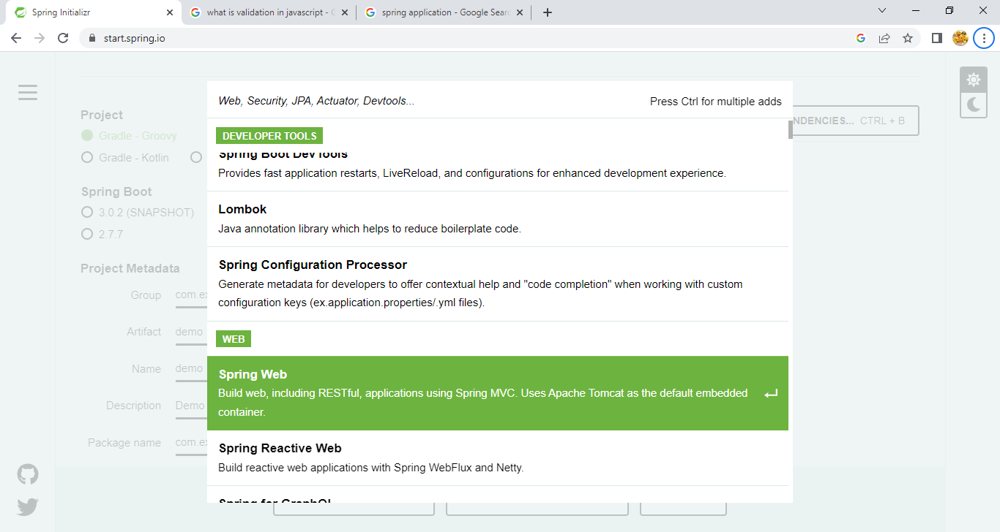 Spring Initializr
what is validation in javascript -
spring application - Google Sear
start.spring.io
Web, Security, JPA, Actuator, Devtools...
Press Ctrl for multiple adds
NDENCIES... CTRL + B
DEVELOPER TOOLS
Spring Boot DevTools
Provides fast application restarts, LiveReload, and configurations for enhanced development experience.
Lombok
Java annotation library which helps to reduce boilerplate code.
Spring Configuration Processor
Generate metadata for developers to offer contextual help and "code completion" when working with custom
configuration keys (ex.application.properties/.yml files).
WEB
Spring Web
Build web, including RESTful, applications using Spring MVC. Uses Apache Tomcat as the default embedded
container.
Spring Reactive Web
Build reactive web applications with Spring WebFlux and Netty.
Spring for GraphQL
Project
Gradle - Groovy
Gradle - Kotlin
Spring Boot
3.0.2 (SNAPSHOT)
2.7.7
Project Metadata
Group com.ex
Artifact demo
Name demo
Description Demo
Package name com.ex